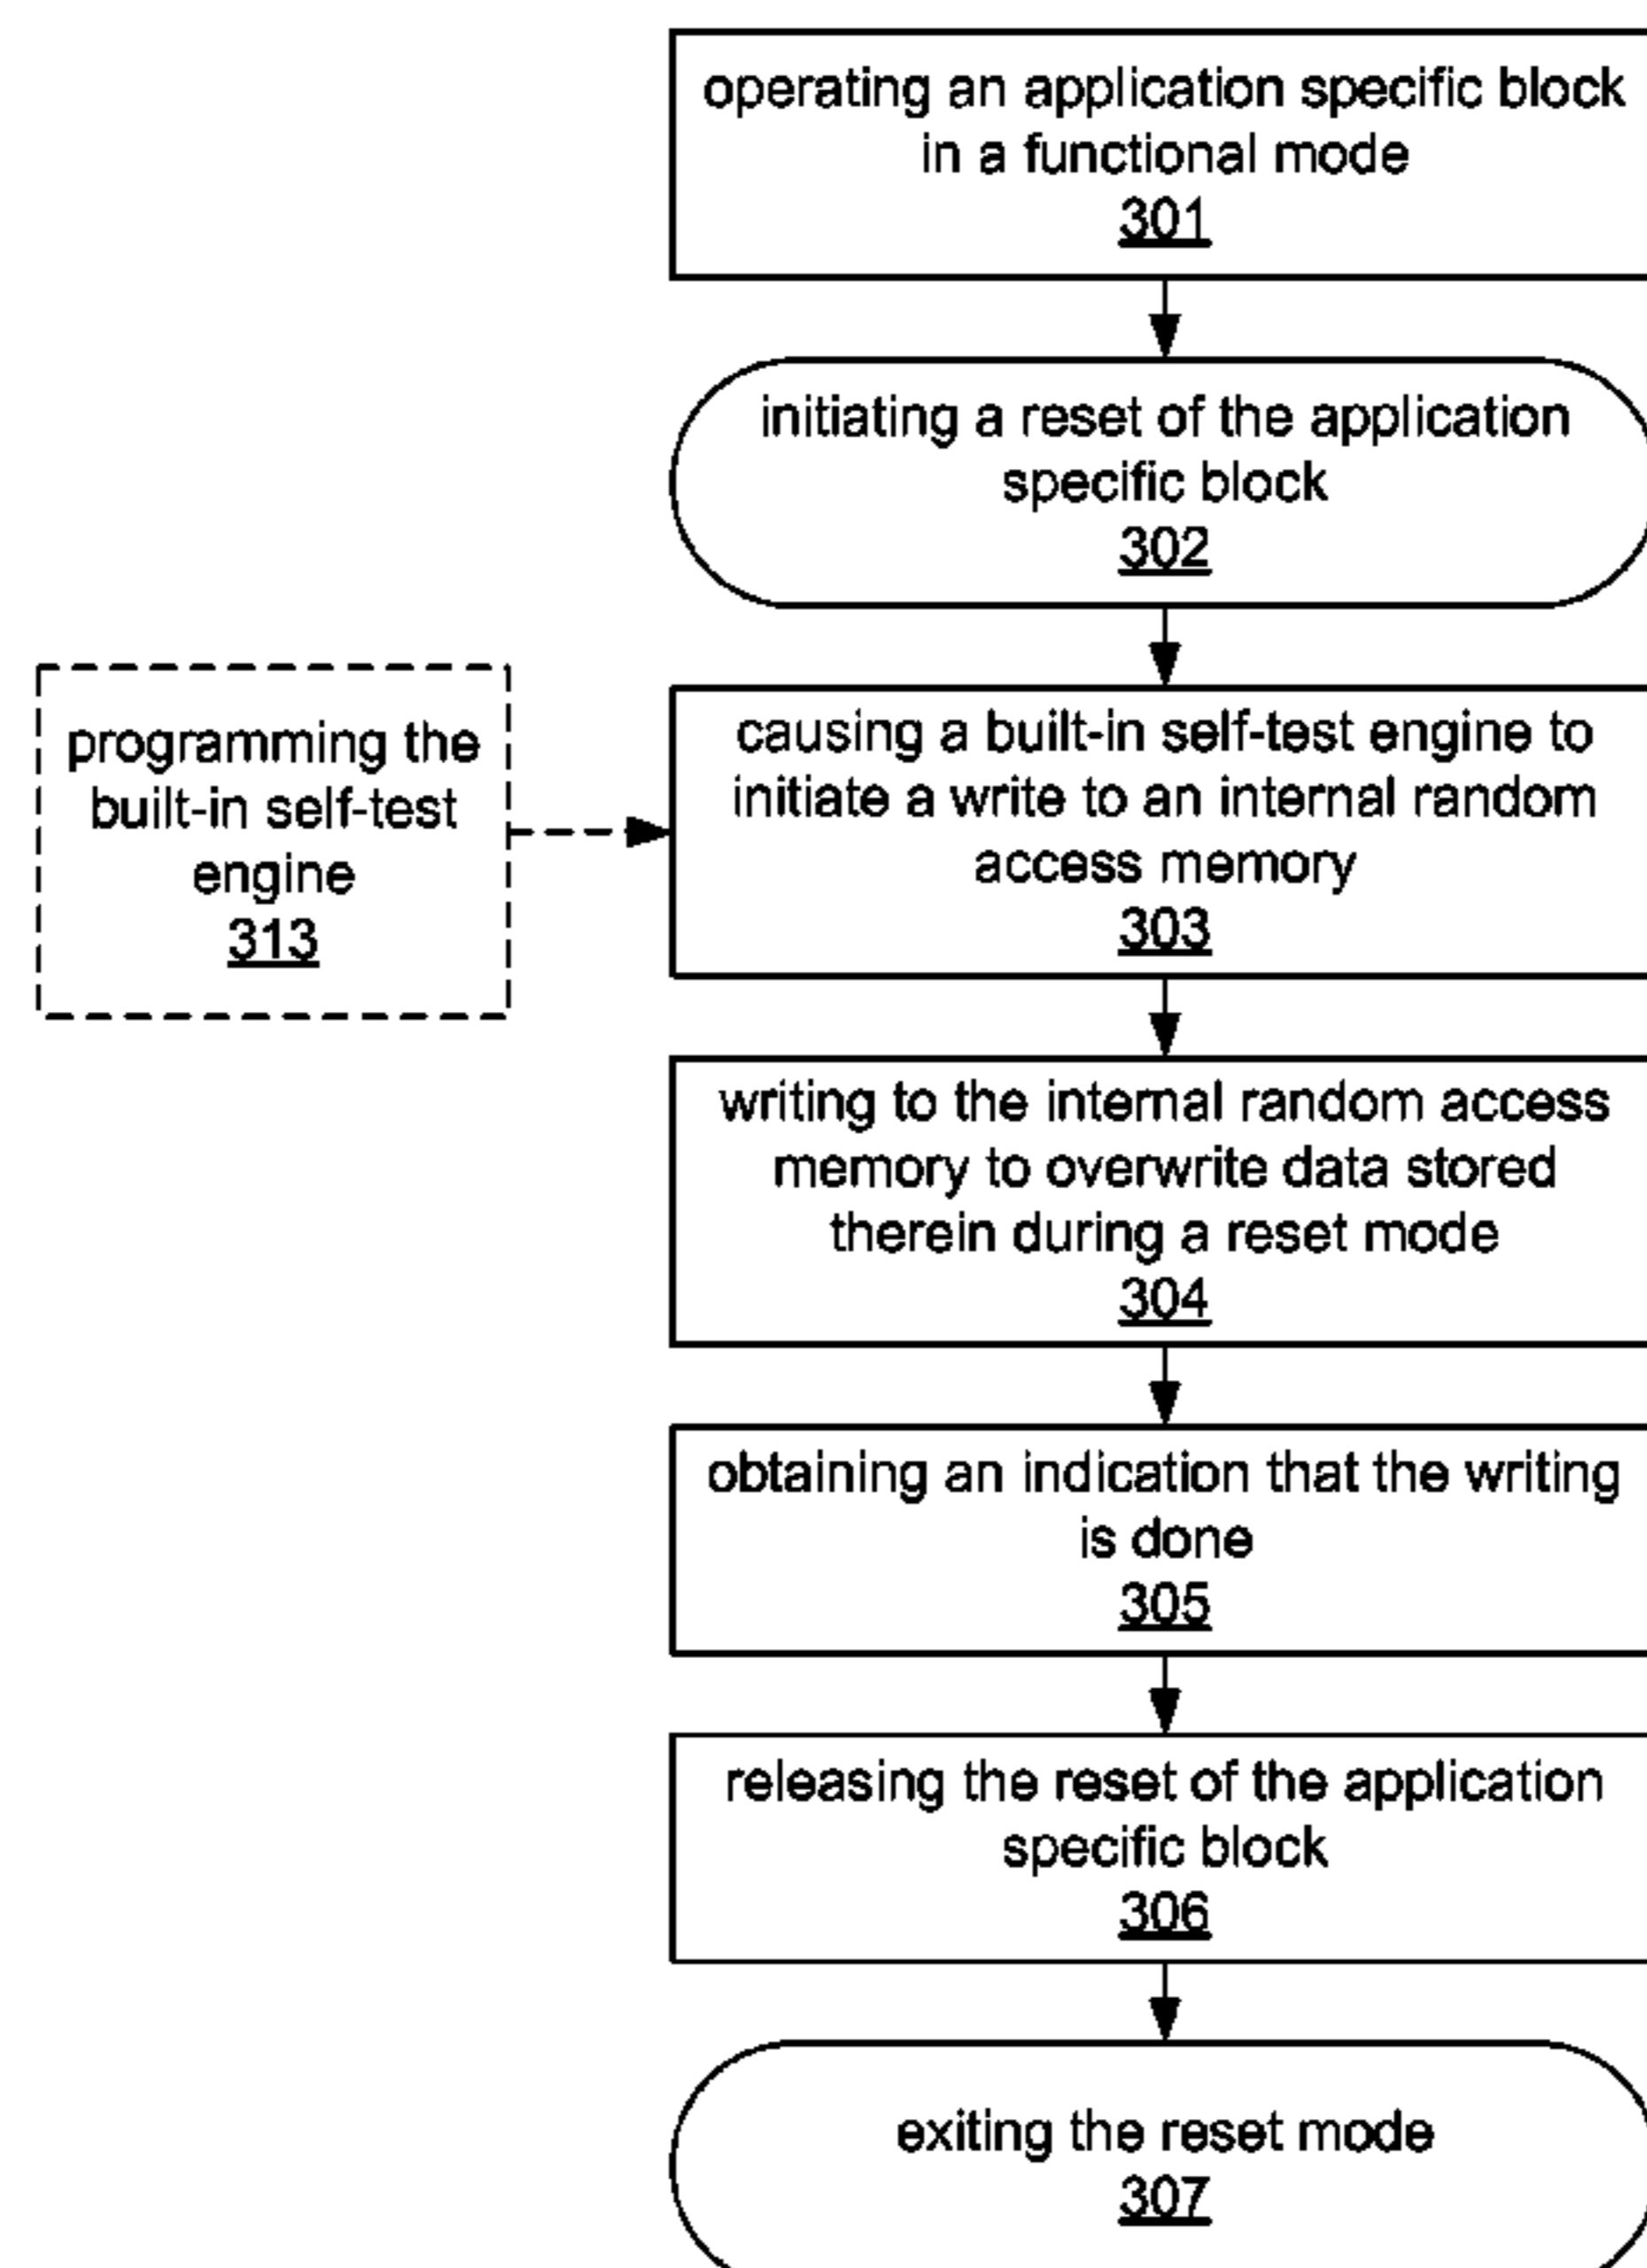 operating an application specific block
in a functional mode
301
initiating a reset of the application
specific block
302
programming the
built-in self-test
engine
313
causing a built-in self-test engine to
initiate a write to an internal random
access memory
303
writing to the internal random access
memory to overwrite data stored
therein during a reset mode
304
obtaining an indication that the writing
is done
305
releasing the reset of the application
specific block
306
exiting the reset mode
307